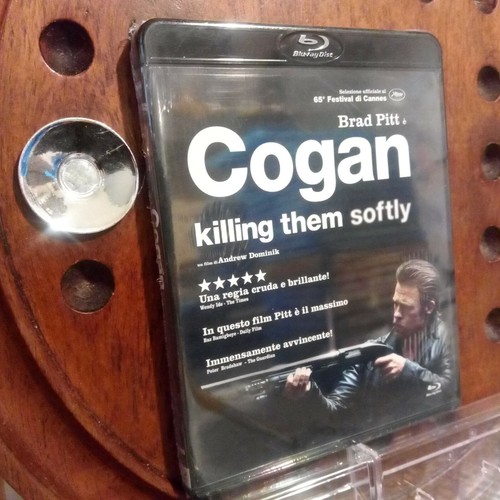 Blu-ray Disc
Selezione ufficiale al
65° Festival di Cannes
Brad Pitt è
Cogan
killing them softly
un film di Andrew Dominik
Una regia cruda e brillante!
Wendy Ide - The Times
In questo film Pitt è il massimo
Baz Bamigboye - Daily Film
Immensamente avvincente!
Peter Bradshaw - The Guardian